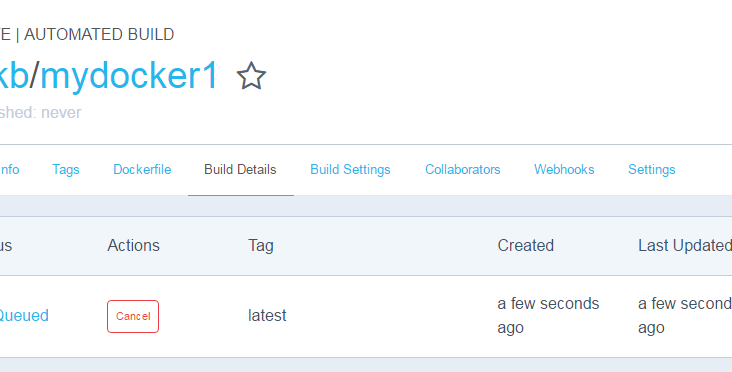 E | AUTOMATED BUILD
kb/mydocker1
shed: never
nfo Tags Dockerfile Build Details Build Settings Collaborators Webhooks Settings
us Actions Tag Created Last Updated
Queued Cancel latest a few seconds ago a few second ago